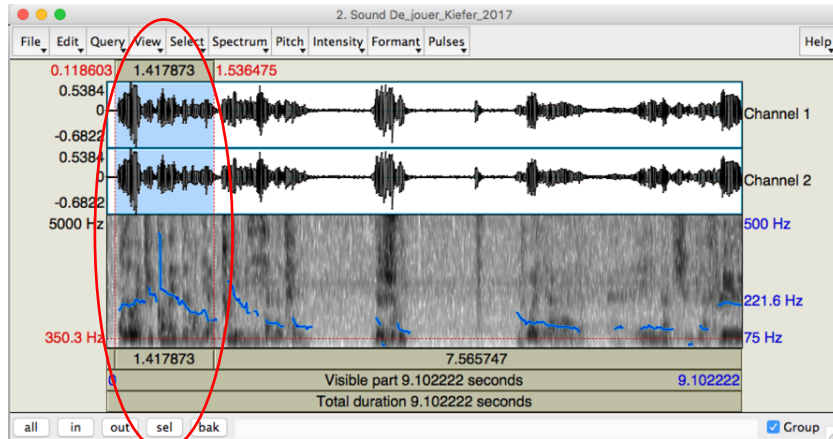 2. Sound De_jouer_Kiefer_2017
File Edit Query View Select Spectrum Pitch Intensity Formant Pulses Help
0.118603 1.417873 1.536475
0.5384
0
-0.6822
Channel 1
0.5384
0
-0.6822
Channel 2
5000 Hz 500 Hz
221.6 Hz
350.3 Hz 75 Hz
1.417873 7.565747
0 Visible part 9.102222 seconds 9.102222
Total duration 9.102222 seconds
all in out sel bak Group